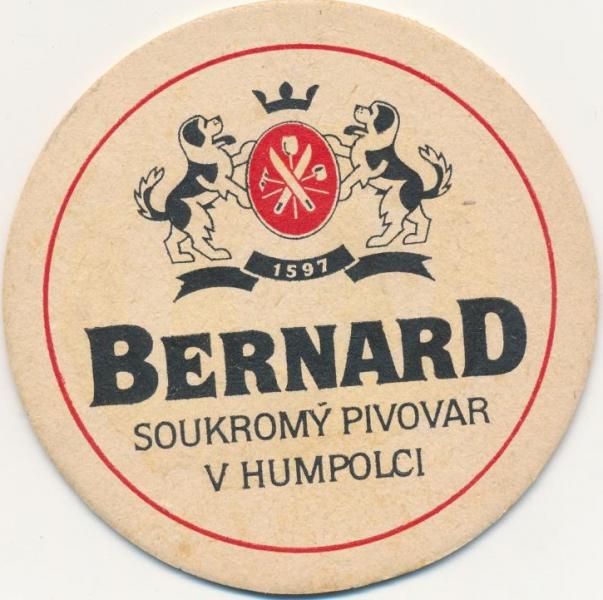 1597
BERNARD
SOUKROMÝ PIVOVAR
V HUMPOLCI